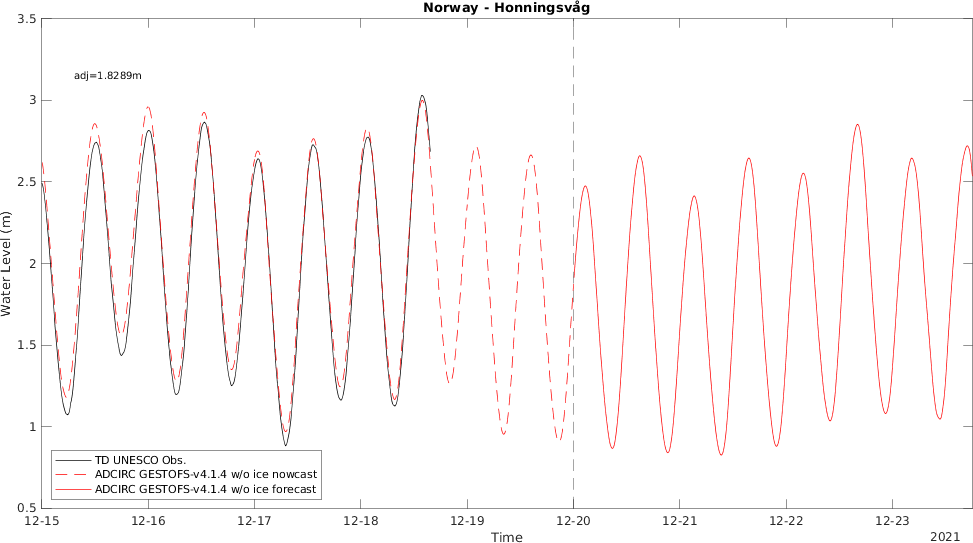 Norway - Honningsvåg
adj=1.8289m
3.5
3
2.5
2
1.5
1
0.5
Water Level (m)
TD UNESCO Obs.
ADCIRC GESTOFS-v4.1.4 w/o ice nowcast
ADCIRC GESTOFS-v4.1.4 w/o ice forecast
12-15 12-16 12-17 12-18 12-19 12-20 12-21 12-22 12-23
Time
2021